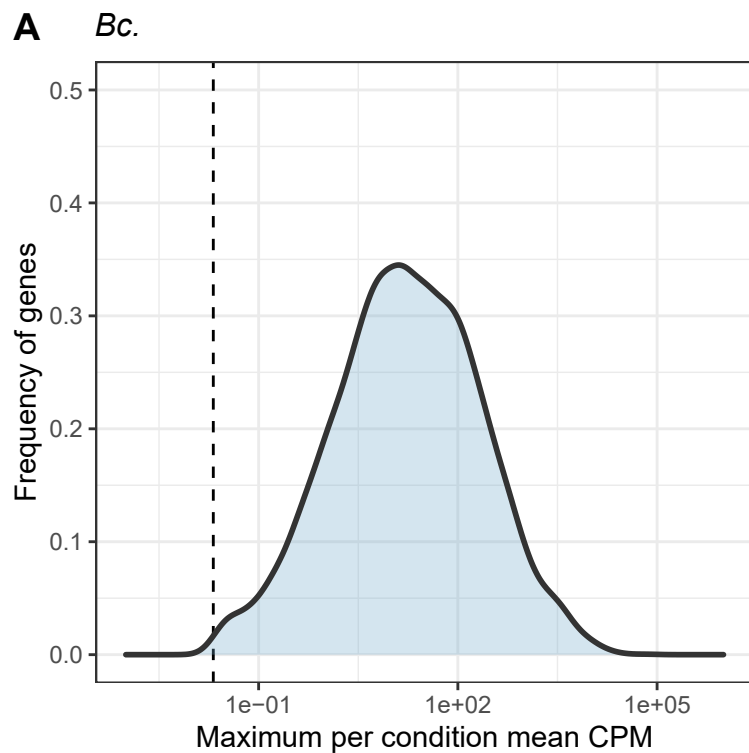 A Bc.
0.5
0.4
0.3
0.2
0.1
0.0
Frequency of genes
1e−01 1e+02 1e+05
Maximum per condition mean CPM